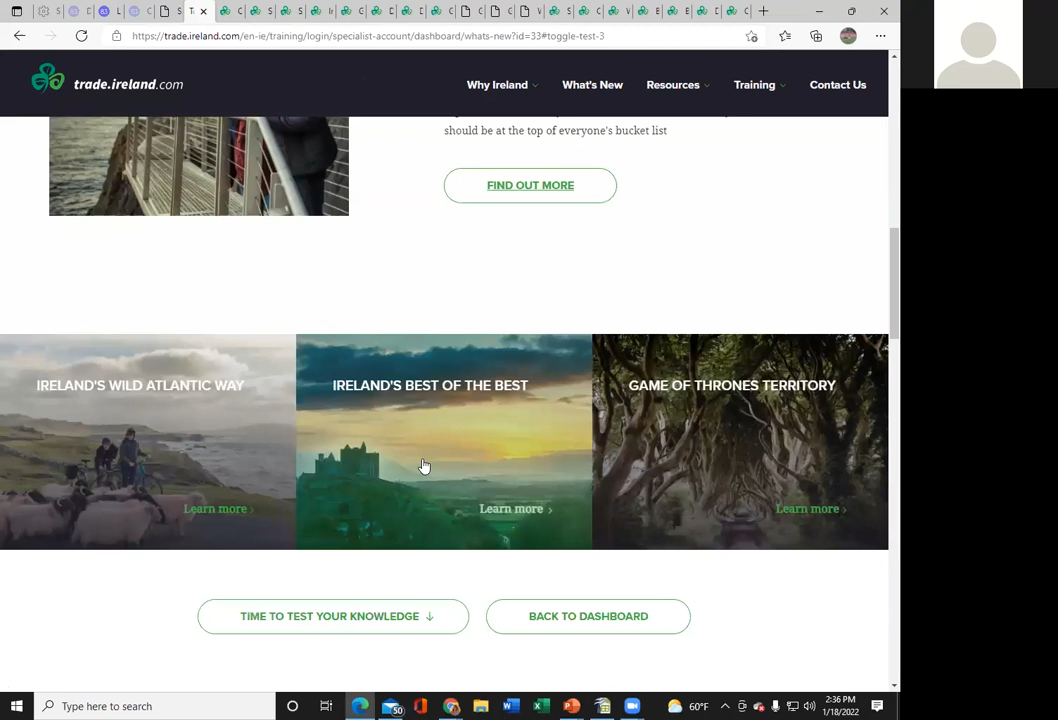 https://trade.ireland.com/en-ie/training/login/specialist-account/dashboard/whats-new?id=33#toggle-test-3
trade.ireland.com
Why Ireland
What's New
Resources
Training
Contact Us
should be at the top of everyone's bucket list
FIND OUT MORE
IRELAND'S WILD ATLANTIC WAY
IRELAND'S BEST OF THE BEST
GAME OF THRONES TERRITORY
Learn more
Learn more
Learn more
TIME TO TEST YOUR KNOWLEDGE
BACK TO DASHBOARD
Type here to search
50
60°F
2:36 PM
1/18/2022